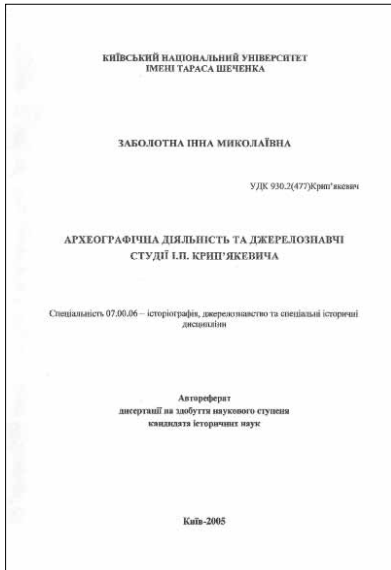 КИЇВСЬКИЙ НАЦІОНАЛЬНИЙ УНІВЕРСИТЕТ
ІМЕНІ ТАРАСА ШЕЧЕНКА
ЗАБОЛОТНА ІННА МИКОЛАЇВНА
УДК 930.2(477)Крип’якевич
АРХЕОГРАФІЧНА ДІЯЛЬНІСТЬ ТА ДЖЕРЕЛОЗНАВЧІ
СТУДІЇ І.П. КРИП’ЯКЕВИЧА
Спеціальність 07.00.06 – історіографія, джерелознавство та спеціальні історичні
дисципліни
Автореферат
дисертації на здобуття наукового ступеня
кандидата історичних наук
Київ-2005